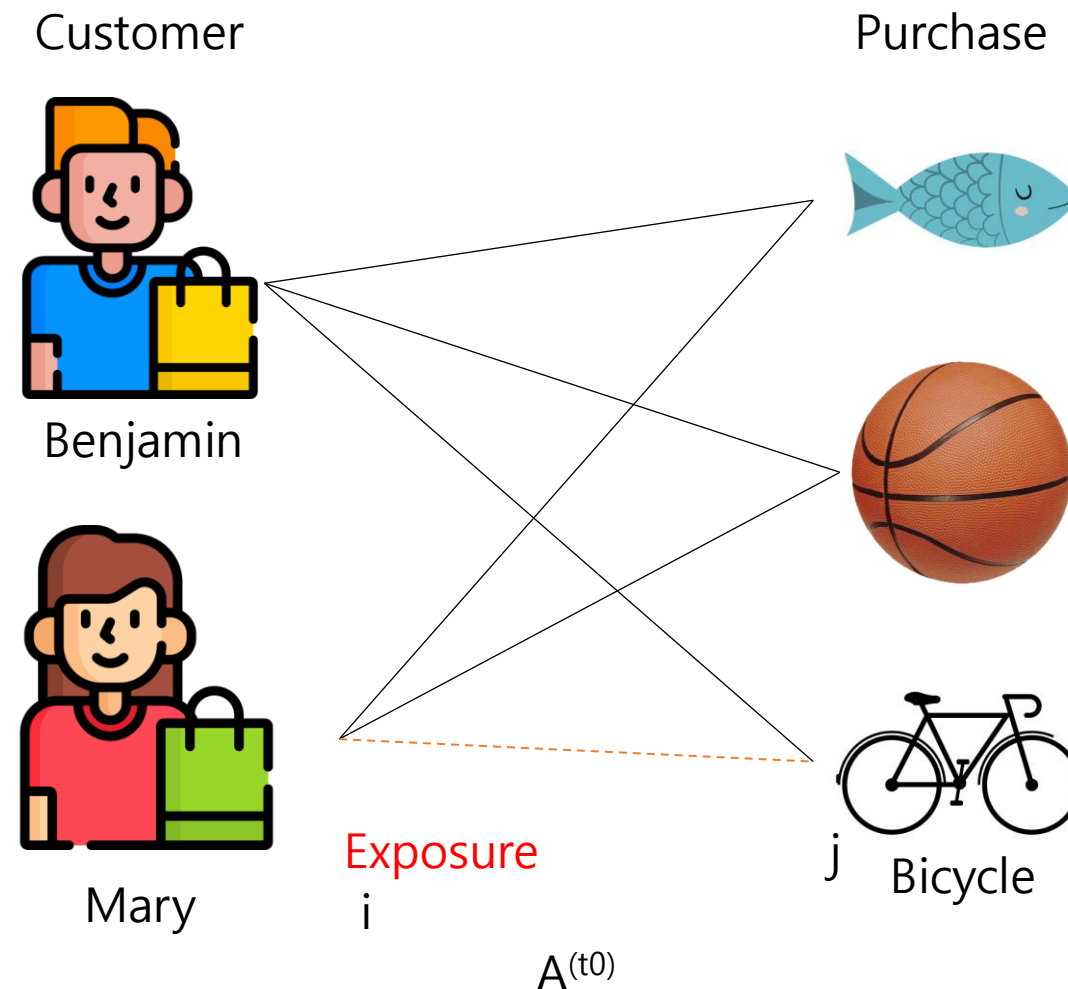 Customer
Purchase
Benjamin
Mary
Exposure
i
j
Bicycle
A(t0)